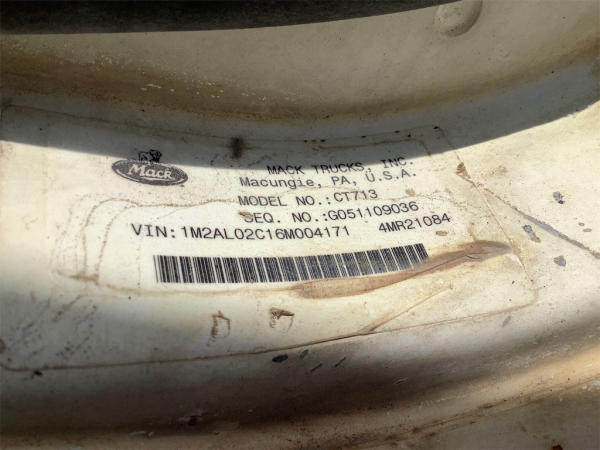 Mack
MACK TRUCKS, INC.
Macungie, PA, U.S.A.
MODEL NO.:CT713
SEQ. NO.:G051109036
VIN:1M2AL02C16M004171 4MR21084